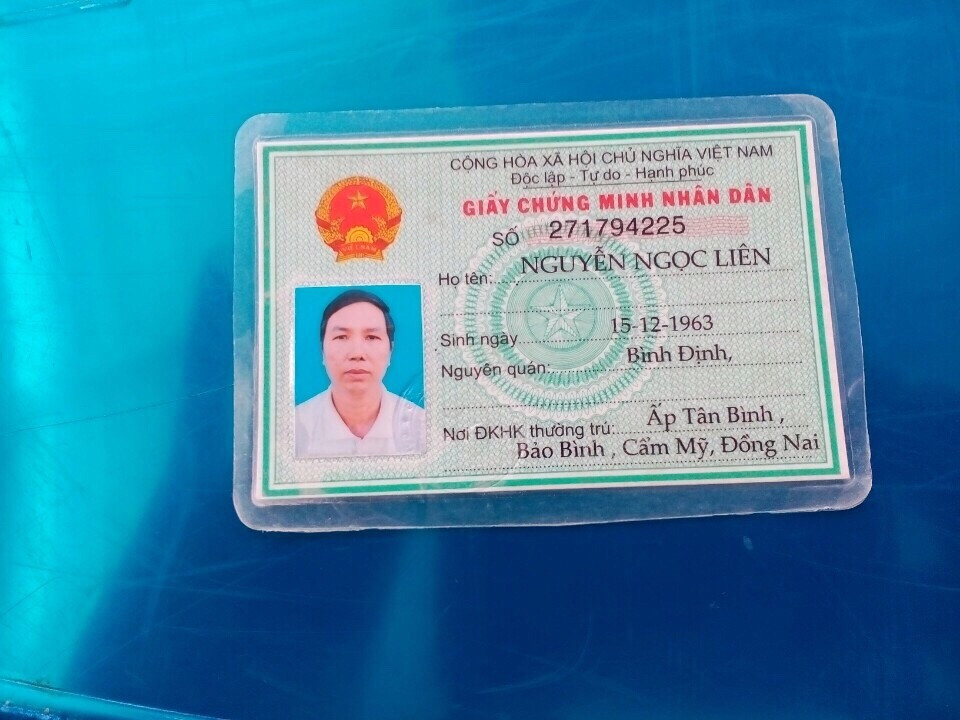 CỘNG HÒA XÃ HỘI CHỦ NGHĨA VIỆT NAM
Độc lập - Tự do - Hạnh phúc
GIẤY CHỨNG MINH NHÂN DÂN
SỐ 271794225
Họ tên: NGUYỄN NGỌC LIÊN
Sinh ngày 15-12-1963
Nguyên quán: Bình Định,
Nơi ĐKHK thường trú: Ấp Tân Bình ,
Bảo Bình , Cẩm Mỹ, Đồng Nai